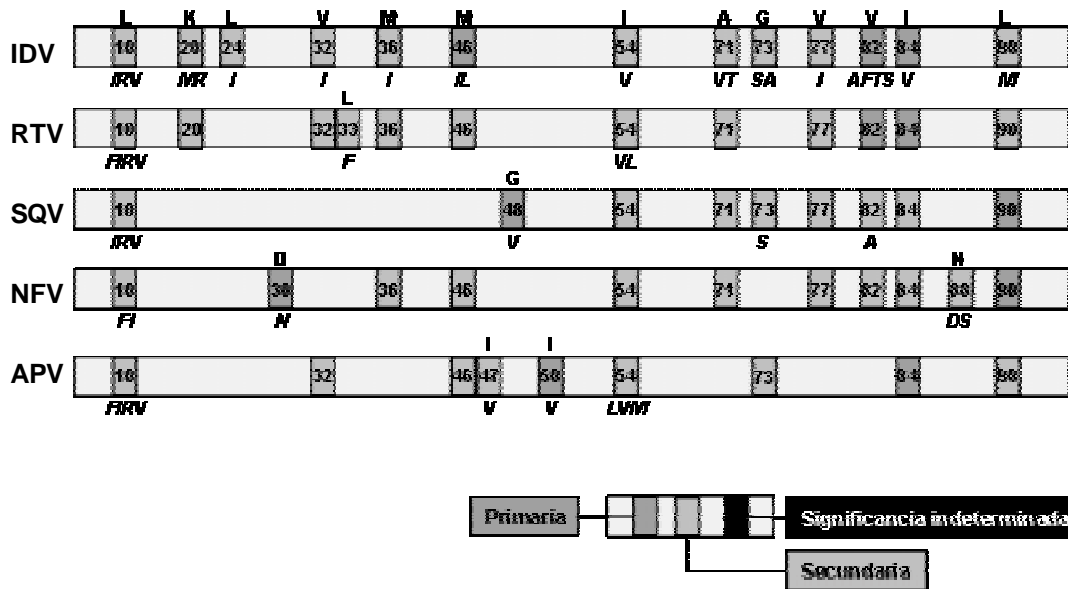 L K L V M M I A G V V I L
IDV 10 20 24 32 36 46 54 71 73 77 82 84 90
IRV MR I I I IL V VT SA I AFTS V M
L
RTV 10 20 32 33 36 46 54 71 77 82 84 90
FIRV F VL
G
SQV 10 48 54 71 73 77 82 84 90
IRV V S A
D N
NFV 10 30 36 46 54 71 77 82 84 88 90
FI N DS
I I
APV 10 32 46 47 50 54 73 84 90
FIRV V V LVM
Primaria Significancia indeterminada
Secundaria